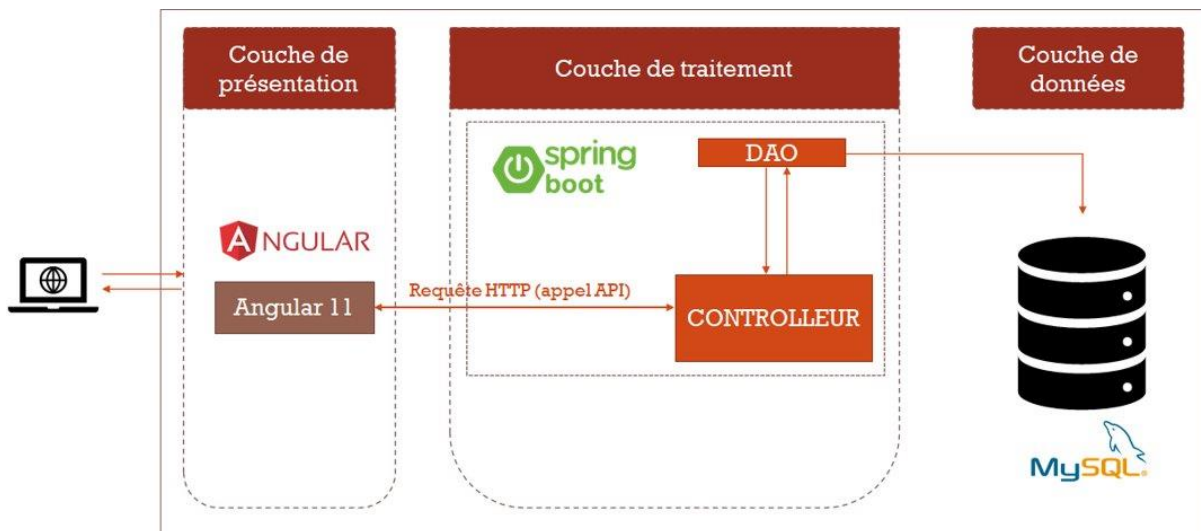 Couche de
présentation
Couche de traitement
Couche de
données
spring
boot
DAO
ANGULAR
Angular 11
Requête HTTP (appel API)
CONTROLLEUR
MySQL®